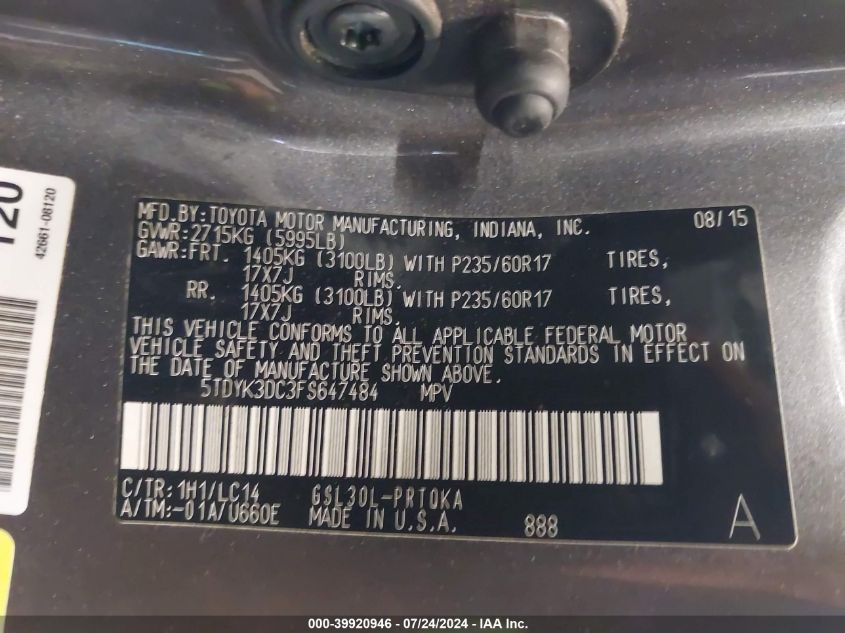 120
42661-08120
MFD.BY:TOYOTA MOTOR MANUFACTURING, INDIANA, INC. 08/15
GVWR:2715KG (5995LB)
GAWR:FRT. 1405KG (3100LB) WITH P235/60R17 TIRES,
17X7J RIMS.
RR. 1405KG (3100LB) WITH P235/60R17 TIRES,
17X7J RIMS.
THIS VEHICLE CONFORMS TO ALL APPLICABLE FEDERAL MOTOR
VEHICLE SAFETY AND THEFT PREVENTION STANDARDS IN EFFECT ON
THE DATE OF MANUFACTURE SHOWN ABOVE.
5TDYK3DC3FS647484 MPV
C/TR:1H1/LC14 GSL30L-PRTQKA
A/TM:-01A/U660E MADE IN U.S.A. 888 A
000-39920946 - 07/24/2024 - IAA Inc.